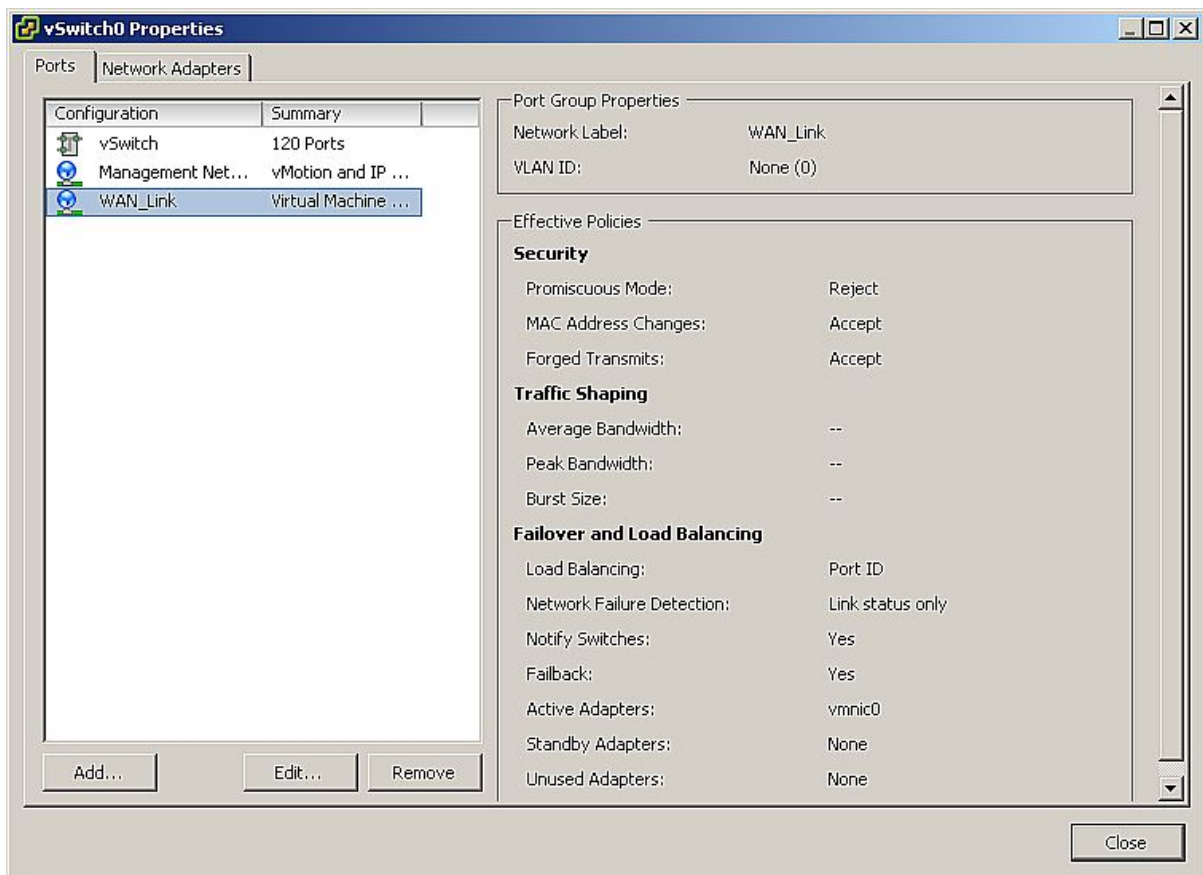 vSwitch0 Properties
Ports Network Adapters
Configuration Summary
vSwitch 120 Ports
Management Net... vMotion and IP ...
WAN_Link Virtual Machine ...
Add... Edit... Remove
Port Group Properties
Network Label: WAN_Link
VLAN ID: None (0)
Effective Policies
Security
Promiscuous Mode: Reject
MAC Address Changes: Accept
Forged Transmits: Accept
Traffic Shaping
Average Bandwidth: --
Peak Bandwidth: --
Burst Size: --
Failover and Load Balancing
Load Balancing: Port ID
Network Failure Detection: Link status only
Notify Switches: Yes
Failback: Yes
Active Adapters: vmnic0
Standby Adapters: None
Unused Adapters: None
Close